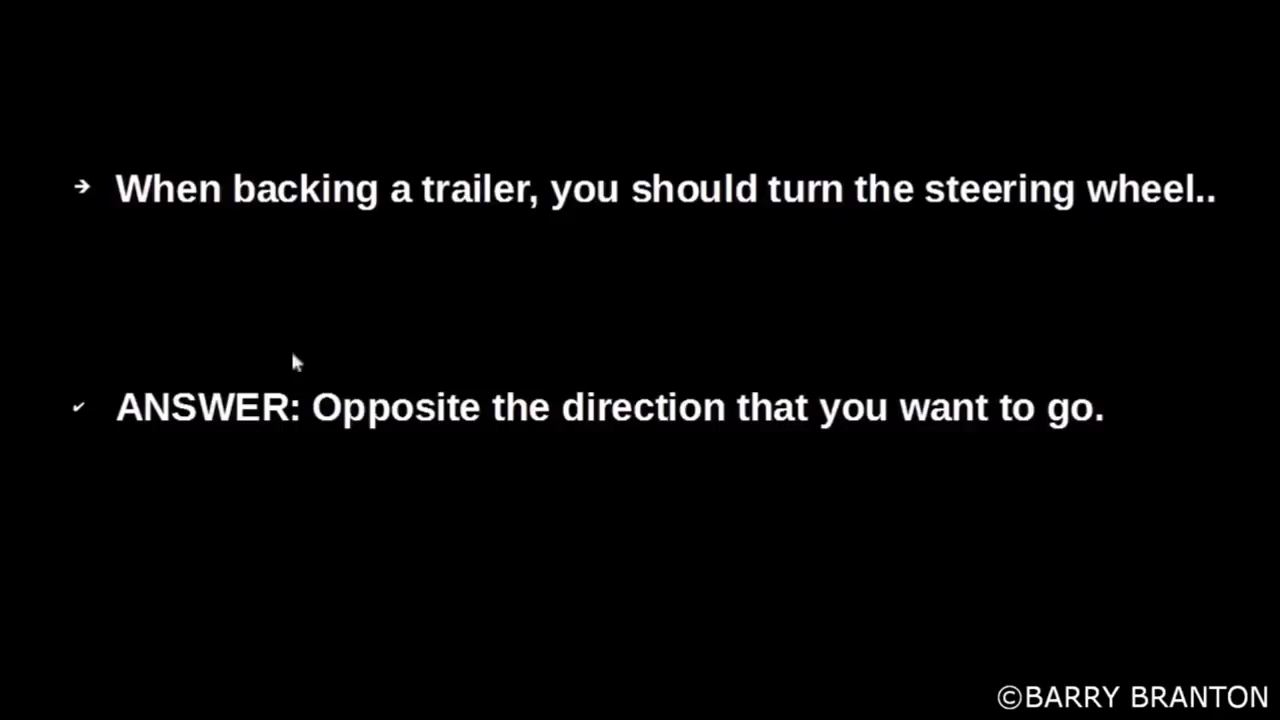 When backing a trailer, you should turn the steering wheel..
ANSWER: Opposite the direction that you want to go.
©BARRY BRANTON